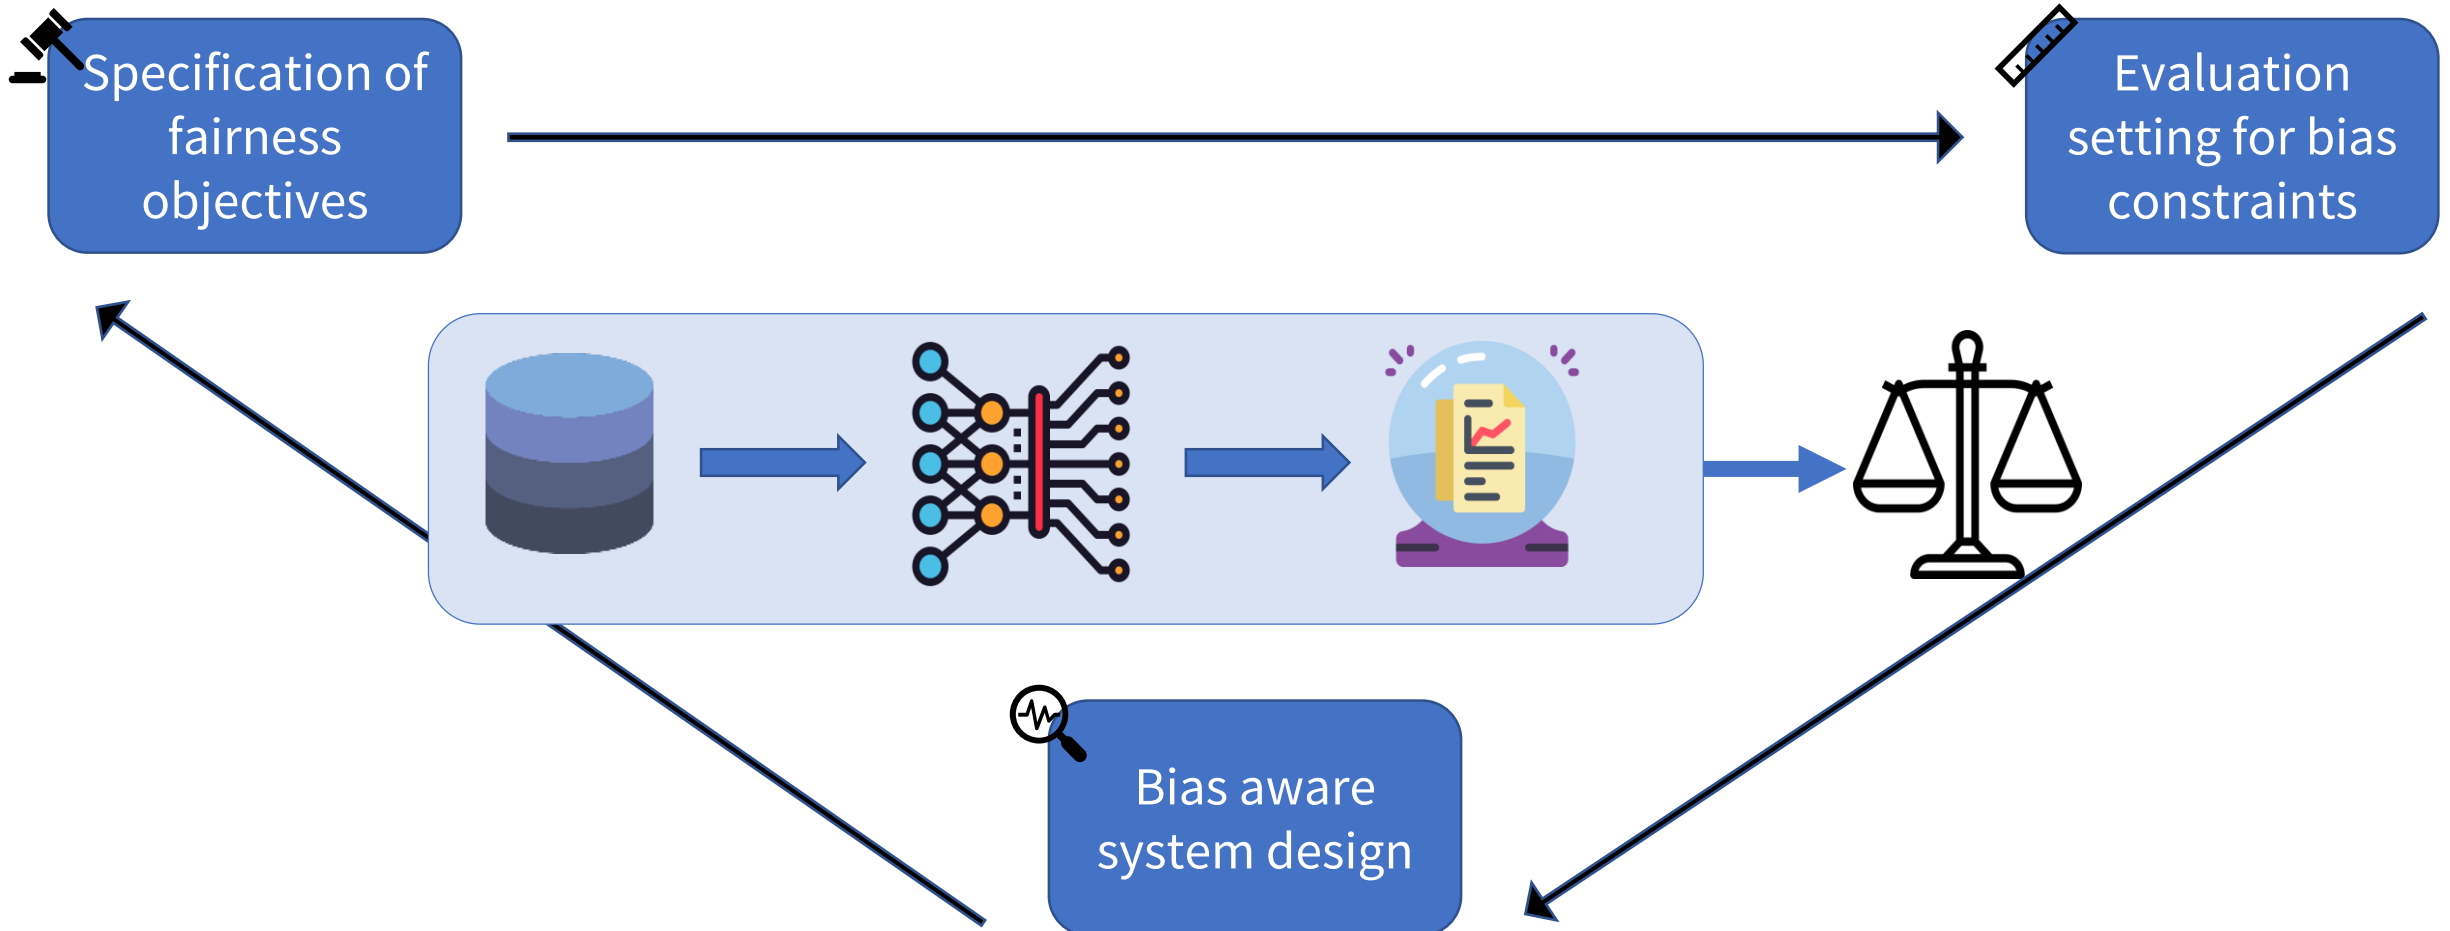 Specification of
fairness
objectives
Evaluation
setting for bias
constraints
Bias aware
system design